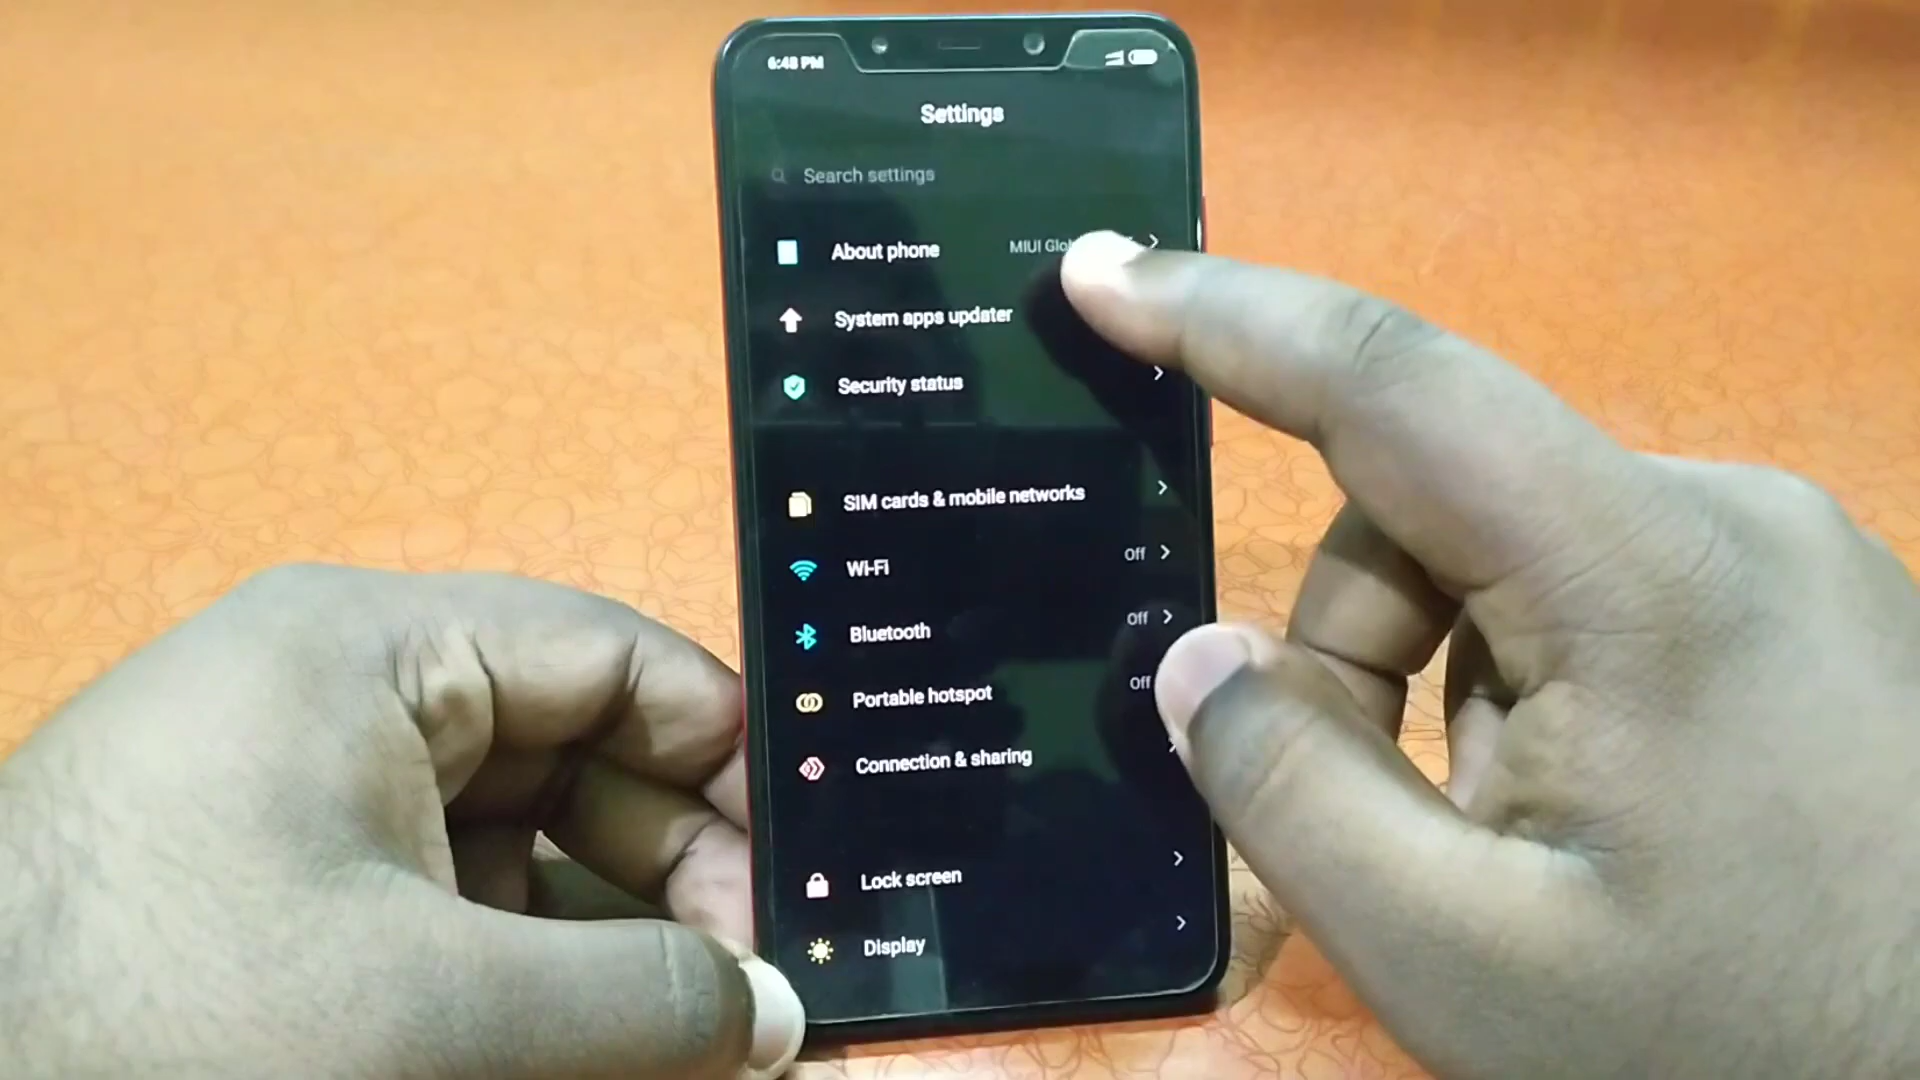 6:48 PM
Settings
Search settings
About phone MIUI
System apps updater
Security status
SIM cards & mobile networks
Wi-Fi Off
Bluetooth Off
Portable hotspot Off
Connection & sharing
Lock screen
Display